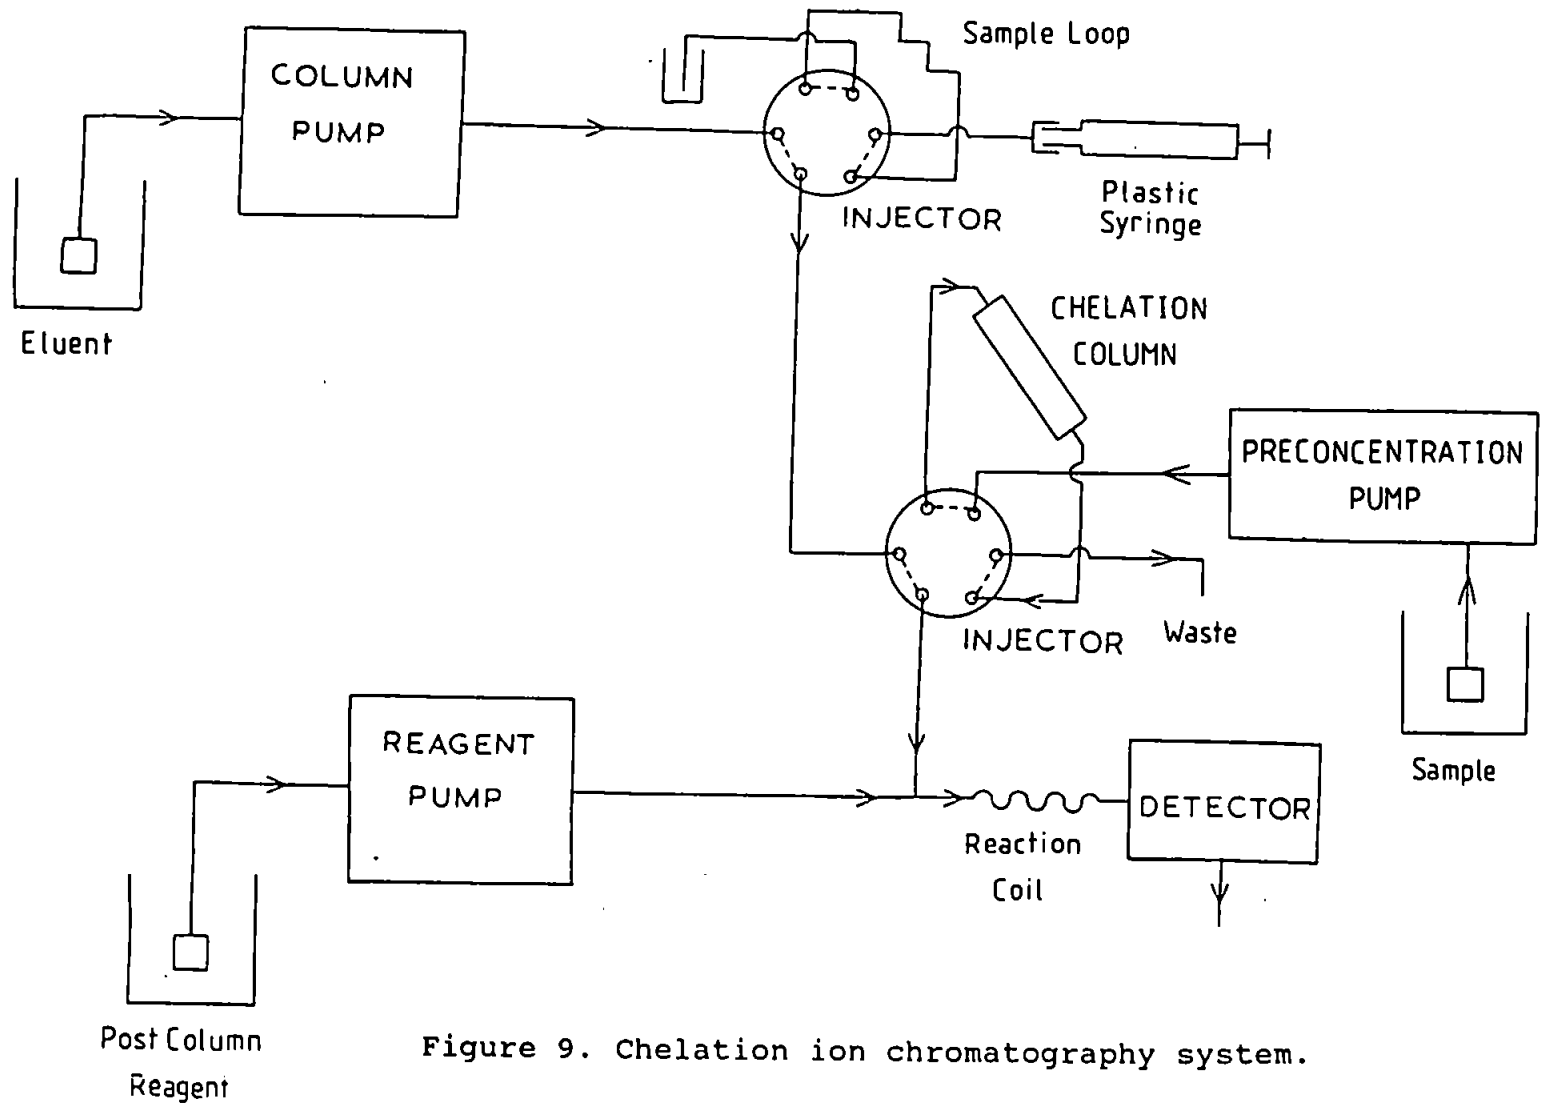 COLUMN
PUMP
Sample Loop
INJECTOR
Plastic
Syringe
Eluent
CHELATION
COLUMN
PRECONCENTRATION
PUMP
INJECTOR
Waste
Sample
REAGENT
PUMP
DETECTOR
Reaction
Coil
Post Column
Reagent
Figure 9. Chelation ion chromatography system.